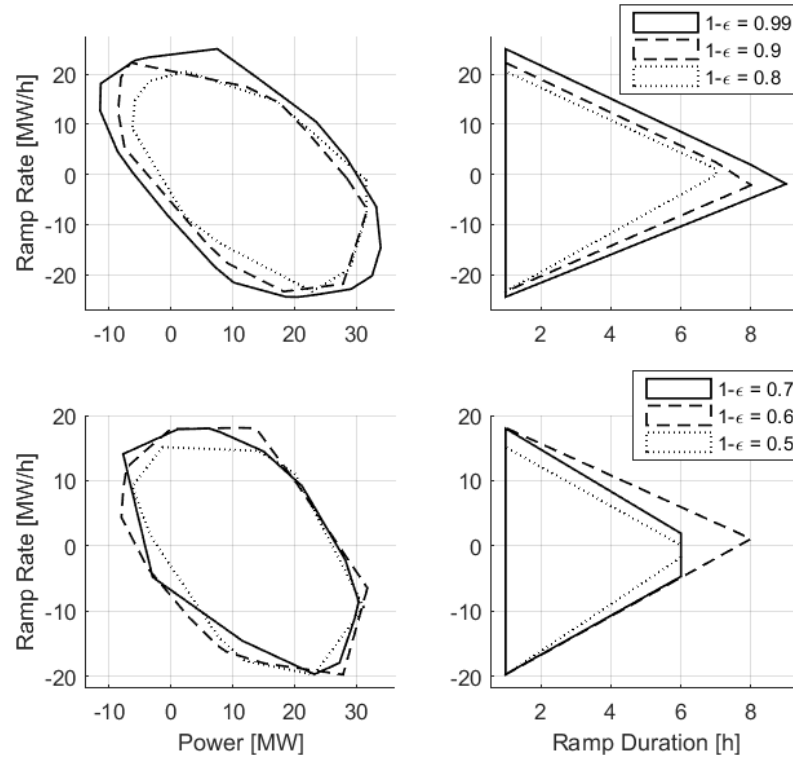 1-ϵ = 0.99
1-ϵ = 0.9
1-ϵ = 0.8
Ramp Rate [MW/h]
20
10
0
-10
-20
-10 0 10 20 30
20
10
0
-10
-20
2 4 6 8
1-ϵ = 0.7
1-ϵ = 0.6
1-ϵ = 0.5
Ramp Rate [MW/h]
20
10
0
-10
-20
-10 0 10 20 30
Power [MW]
20
10
0
-10
-20
2 4 6 8
Ramp Duration [h]